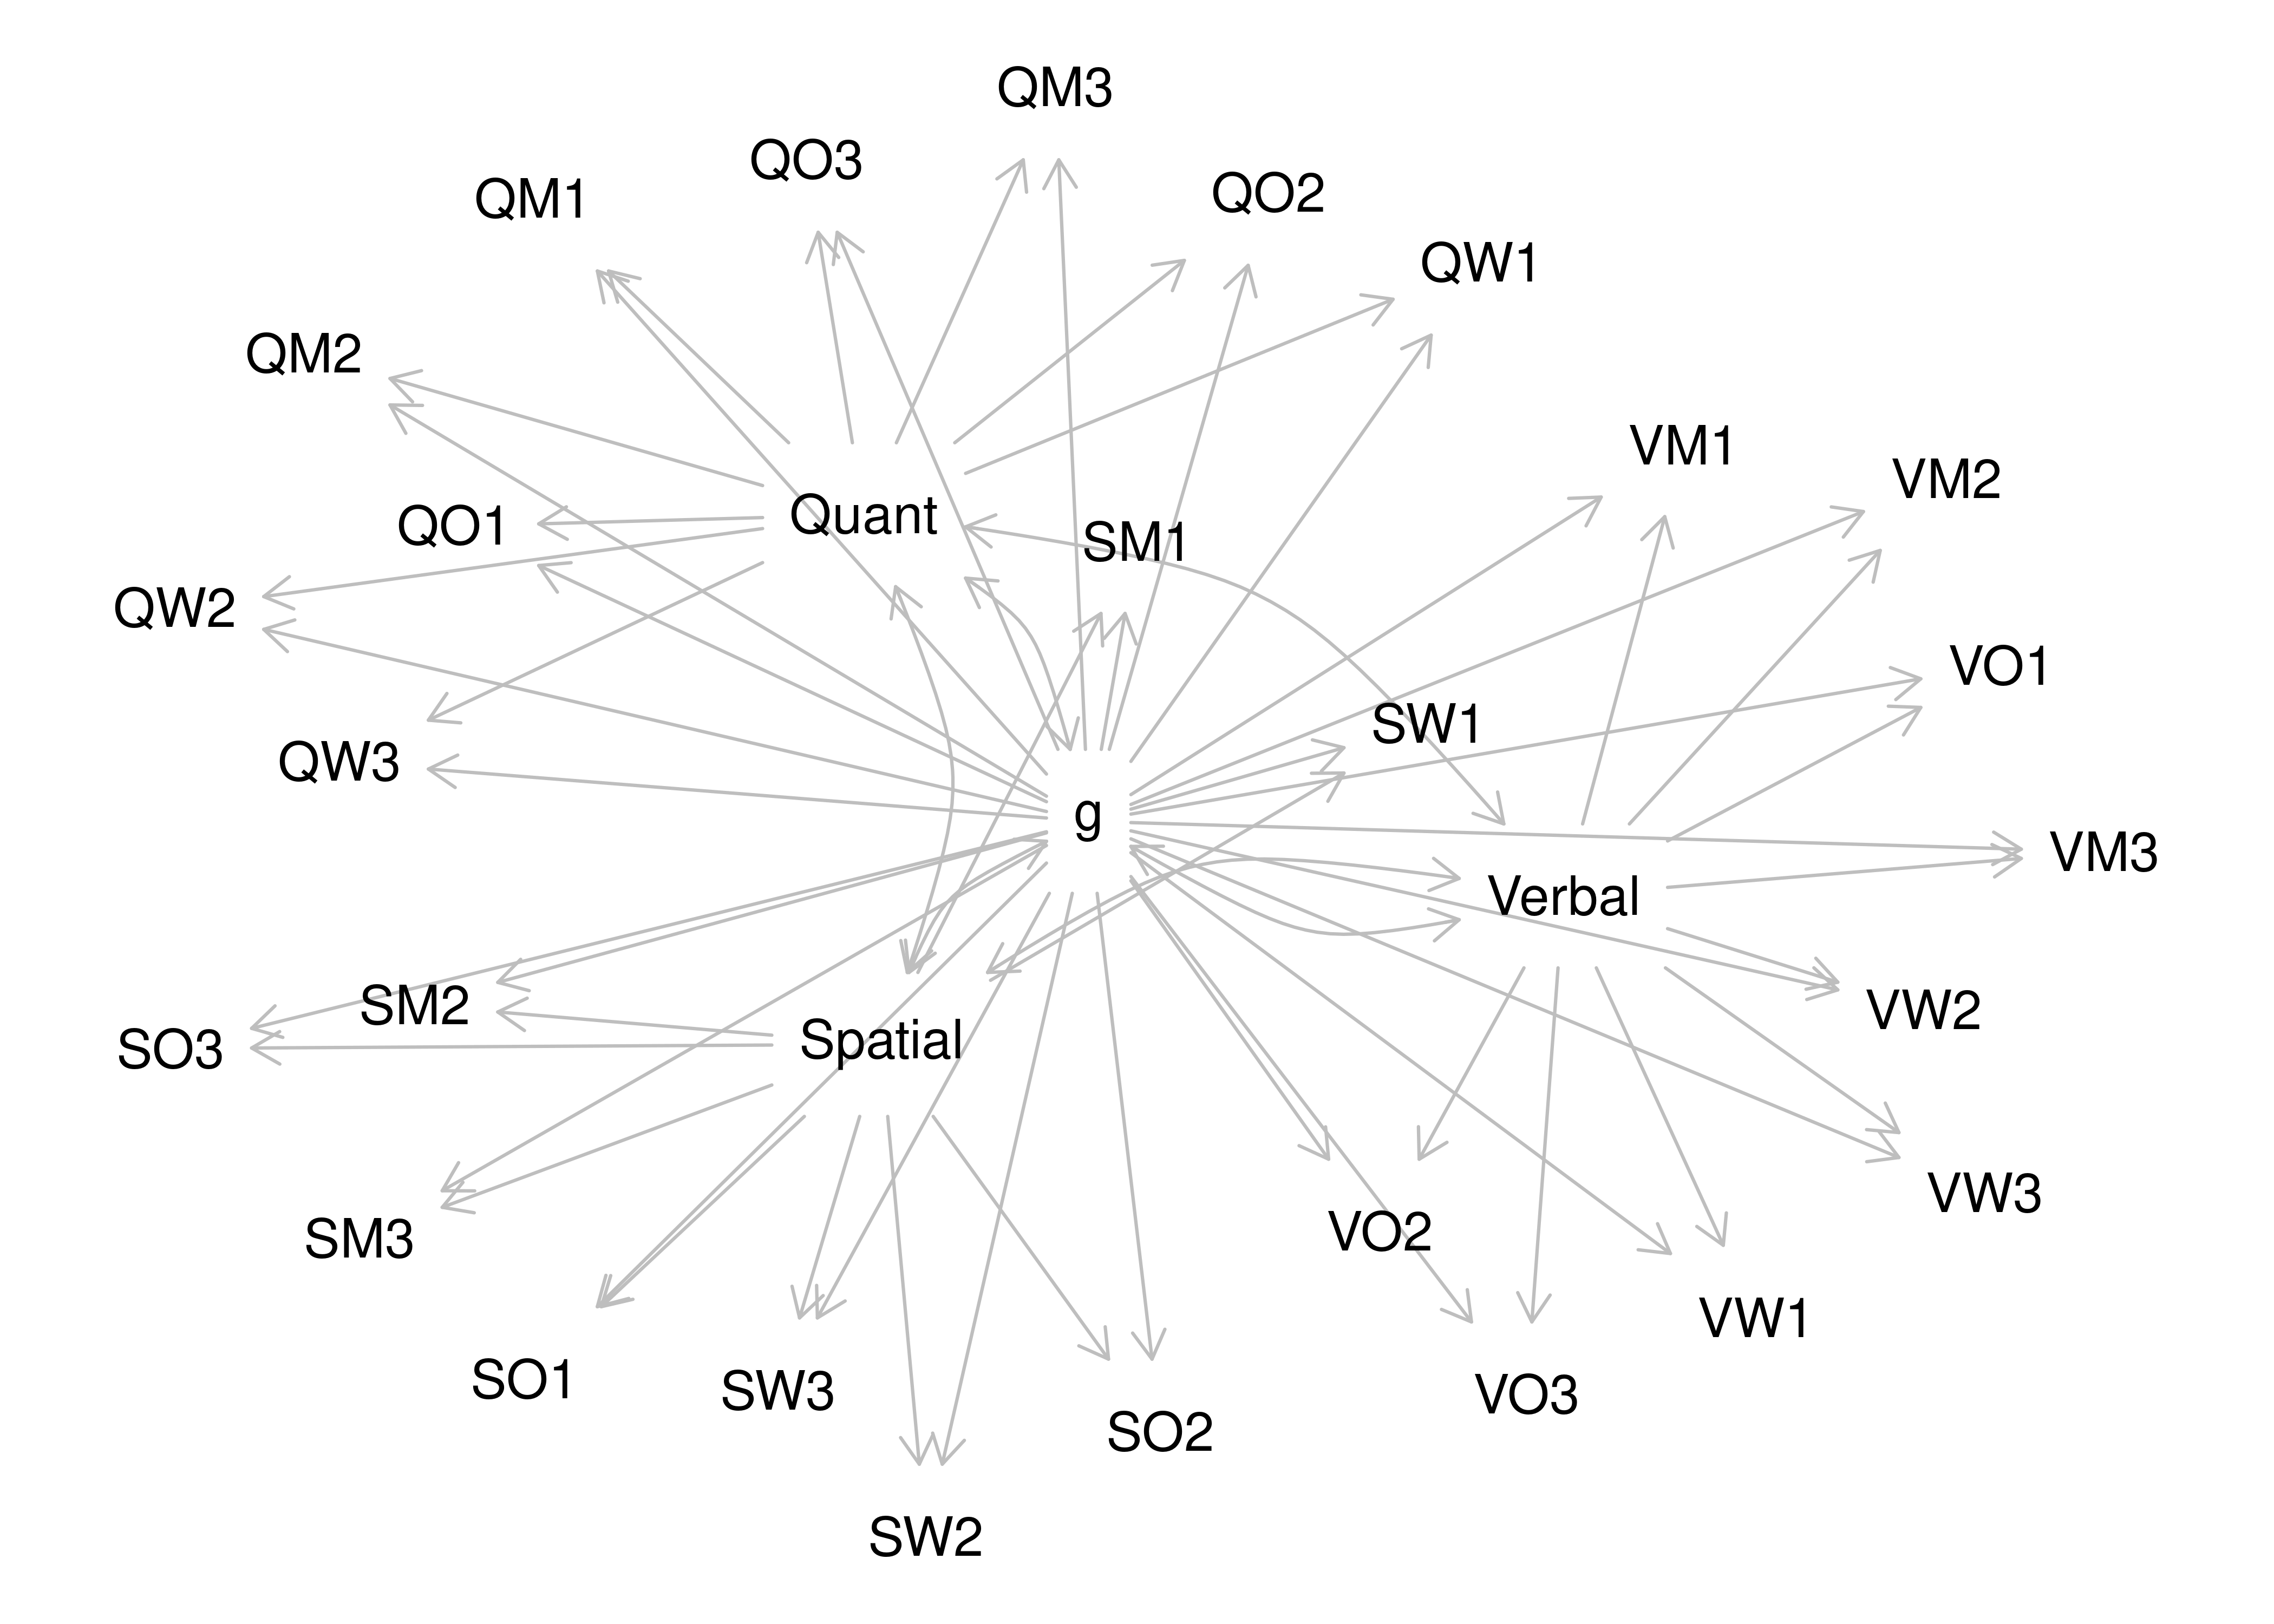 QM3
QO3
QO2
QM1
QW1
QM2
VM1
VM2
Quant
QO1
SM1
QW2
VO1
SW1
QW3
g
VM3
Verbal
SM2
VW2
Spatial
SO3
VW3
VO2
SM3
VW1
SO1
SW3
VO3
SO2
SW2